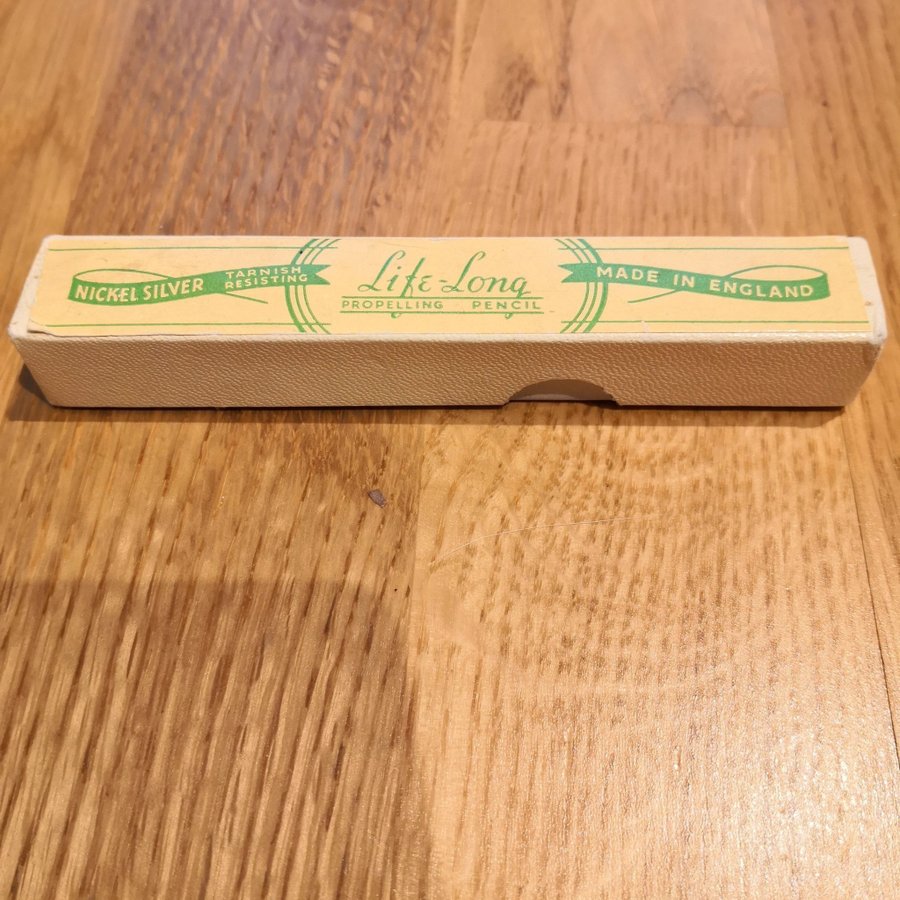 NICKEL SILVER
TARNISH
RESISTING
Life-Long
PROPELLING PENCIL
MADE IN ENGLAND